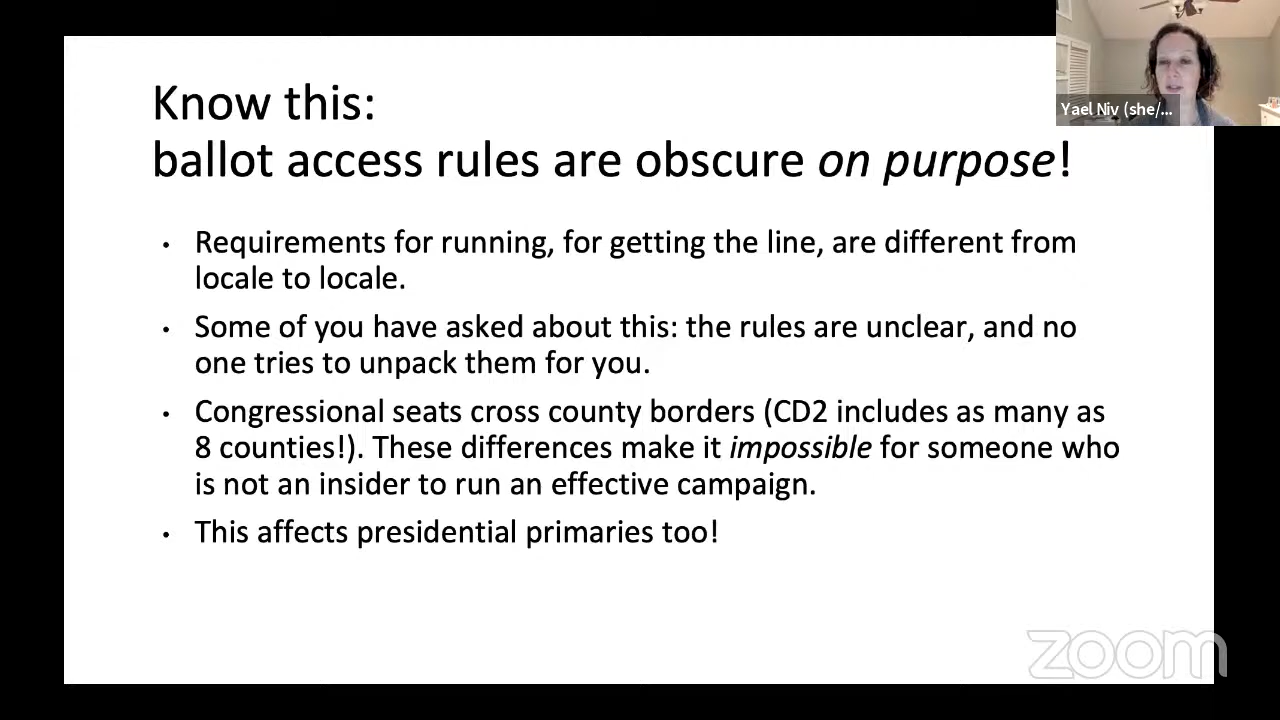 Know this:
ballot access rules are obscure on purpose!
Yael Niv (she/...
• Requirements for running, for getting the line, are different from
locale to locale.
• Some of you have asked about this: the rules are unclear, and no
one tries to unpack them for you.
• Congressional seats cross county borders (CD2 includes as many as
8 counties!). These differences make it impossible for someone who
is not an insider to run an effective campaign.
• This affects presidential primaries too!
zoom